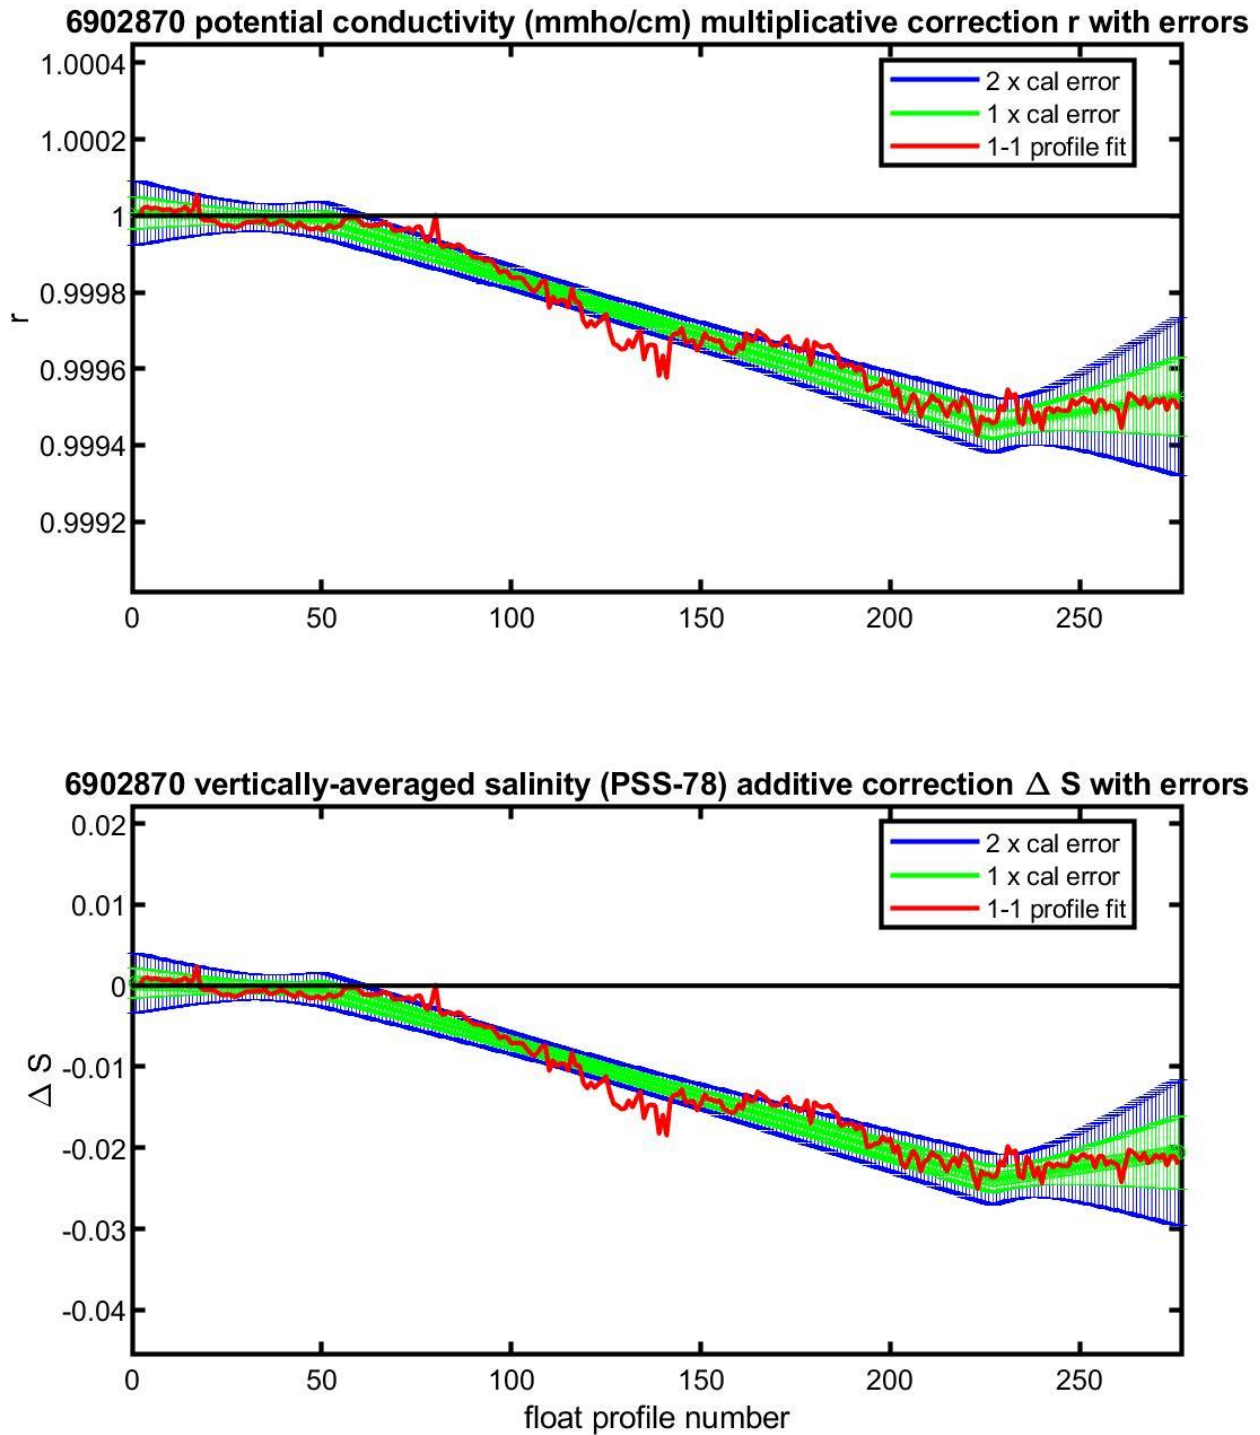 6902870 potential conductivity (mmho/cm) multiplicative correction r with errors
1.0004
1.0002
1
0.9998
0.9996
0.9994
0.9992
r
2 x cal error
1 x cal error
1-1 profile fit
0 50 100 150 200 250
6902870 vertically-averaged salinity (PSS-78) additive correction Δ S with errors
0.02
0.01
0
-0.01
-0.02
-0.03
-0.04
Δ S
2 x cal error
1 x cal error
1-1 profile fit
0 50 100 150 200 250
float profile number